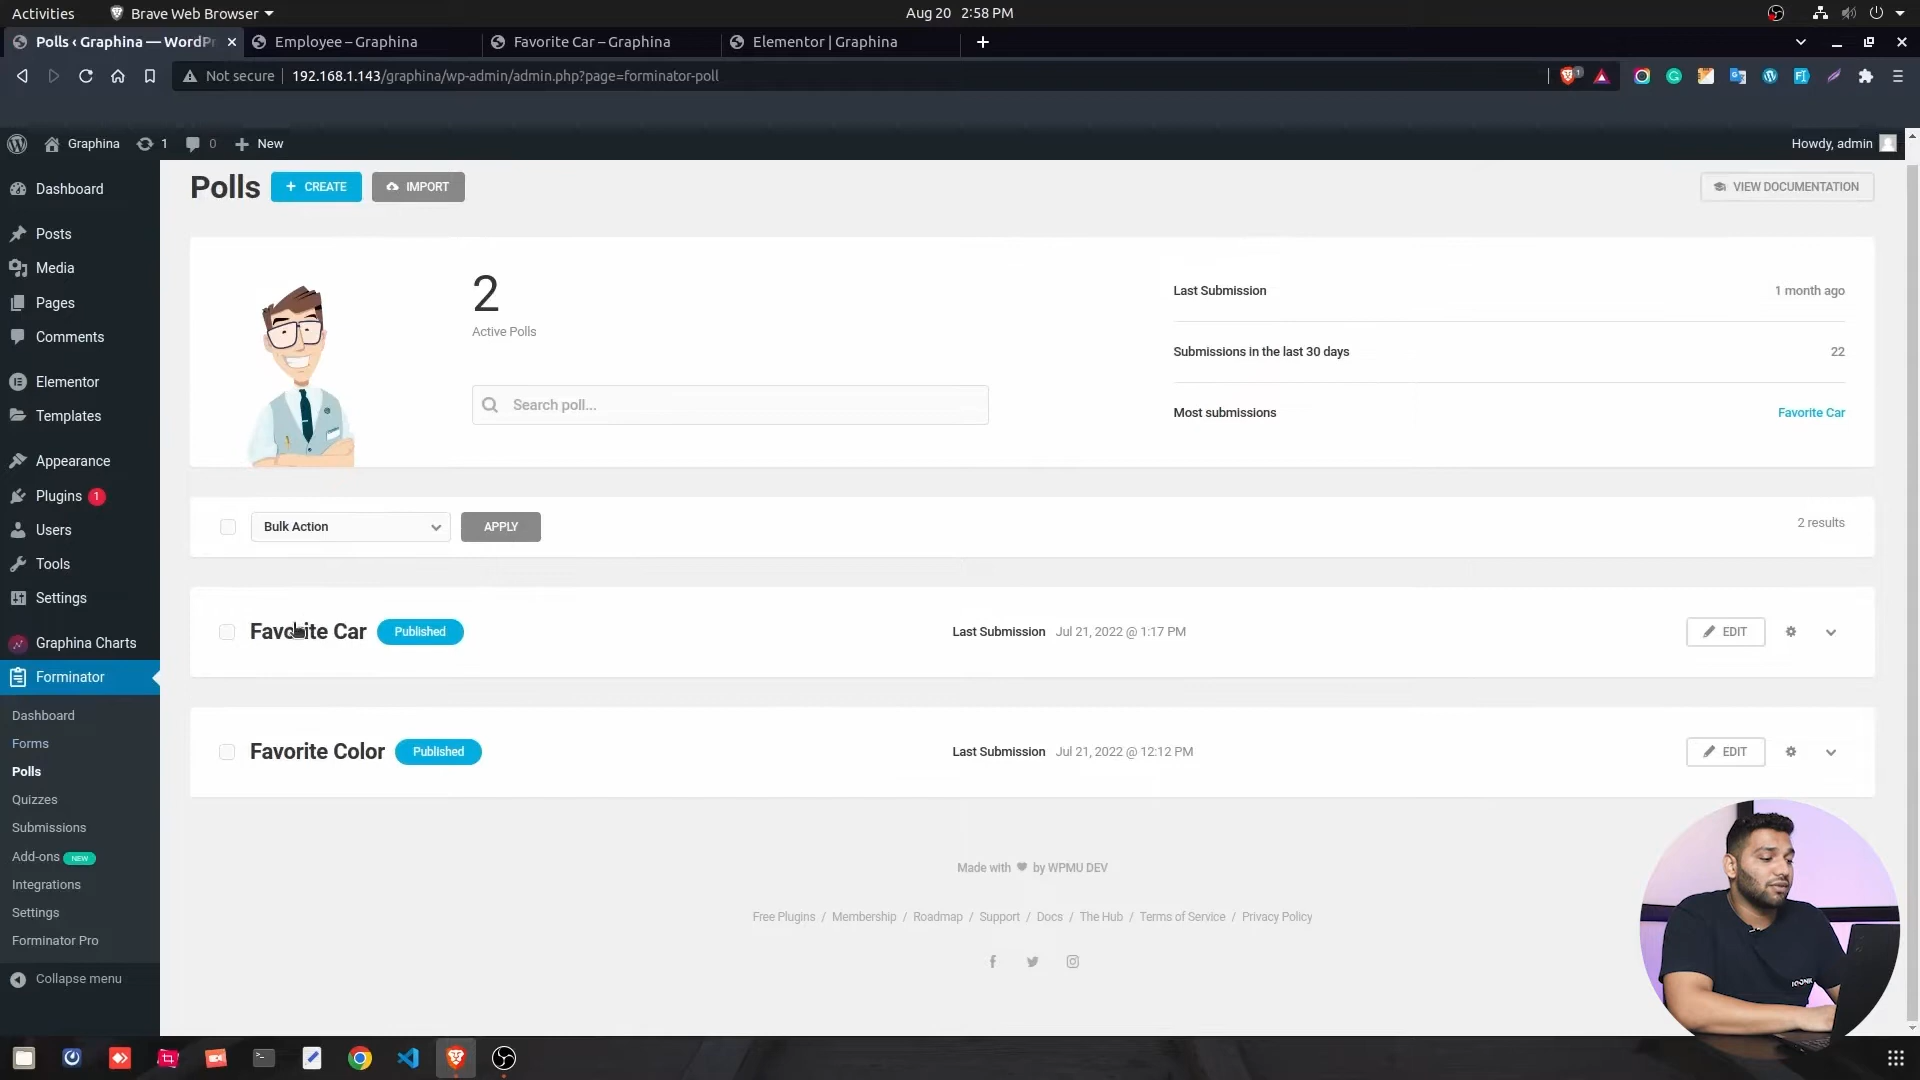 Activities
Brave Web Browser
Aug 20 2:58 PM
Polls ‹ Graphina — WordPr
Employee – Graphina
Favorite Car – Graphina
Elementor | Graphina
Not secure
192.168.1.143/graphina/wp-admin/admin.php?page=forminator-poll
Graphina
1
0
New
Howdy, admin
Dashboard
Posts
Media
Pages
Comments
Elementor
Templates
Appearance
Plugins 1
Users
Tools
Settings
Graphina Charts
Forminator
Dashboard
Forms
Polls
Quizzes
Submissions
Add-ons NEW
Integrations
Settings
Forminator Pro
Collapse menu
Polls
CREATE
IMPORT
VIEW DOCUMENTATION
2
Active Polls
Search poll...
Last Submission 1 month ago
Submissions in the last 30 days 22
Most submissions Favorite Car
Bulk Action
APPLY
2 results
Favorite Car Published
Last Submission Jul 21, 2022 @ 1:17 PM
EDIT
Favorite Color Published
Last Submission Jul 21, 2022 @ 12:12 PM
EDIT
Made with by WPMU DEV
Free Plugins / Membership / Roadmap / Support / Docs / The Hub / Terms of Service / Privacy Policy